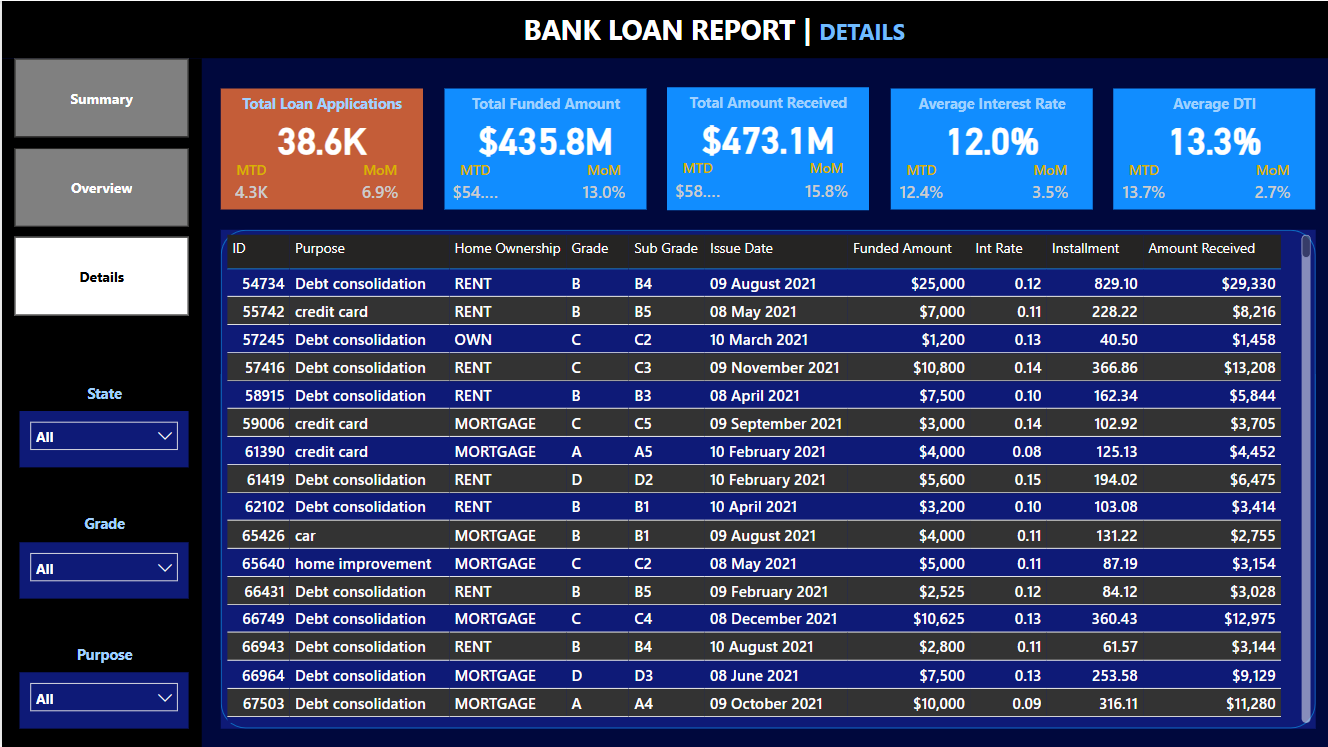 BANK LOAN REPORT | DETAILS
Summary
Overview
Details
State
All
Grade
All
Purpose
All
Total Loan Applications
38.6K
MTD MoM
4.3K 6.9%
Total Funded Amount
$435.8M
MTD MoM
$54.... 13.0%
Total Amount Received
$473.1M
MTD MoM
$58.... 15.8%
Average Interest Rate
12.0%
MTD MoM
12.4% 3.5%
Average DTI
13.3%
MTD MoM
13.7% 2.7%
ID Purpose Home Ownership Grade Sub Grade Issue Date Funded Amount Int Rate Installment Amount Received
54734 Debt consolidation RENT B B4 09 August 2021 $25,000 0.12 829.10 $29,330
55742 credit card RENT B B5 08 May 2021 $7,000 0.11 228.22 $8,216
57245 Debt consolidation OWN C C2 10 March 2021 $1,200 0.13 40.50 $1,458
57416 Debt consolidation RENT C C3 09 November 2021 $10,800 0.14 366.86 $13,208
58915 Debt consolidation RENT B B3 08 April 2021 $7,500 0.10 162.34 $5,844
59006 credit card MORTGAGE C C5 09 September 2021 $3,000 0.14 102.92 $3,705
61390 credit card MORTGAGE A A5 10 February 2021 $4,000 0.08 125.13 $4,452
61419 Debt consolidation RENT D D2 10 February 2021 $5,600 0.15 194.02 $6,475
62102 Debt consolidation RENT B B1 10 April 2021 $3,200 0.10 103.08 $3,414
65426 car MORTGAGE B B1 09 August 2021 $4,000 0.11 131.22 $2,755
65640 home improvement MORTGAGE C C2 08 May 2021 $5,000 0.11 87.19 $3,154
66431 Debt consolidation RENT B B5 09 February 2021 $2,525 0.12 84.12 $3,028
66749 Debt consolidation MORTGAGE C C4 08 December 2021 $10,625 0.13 360.43 $12,975
66943 Debt consolidation RENT B B4 10 August 2021 $2,800 0.11 61.57 $3,144
66964 Debt consolidation MORTGAGE D D3 08 June 2021 $7,500 0.13 253.58 $9,129
67503 Debt consolidation MORTGAGE A A4 09 October 2021 $10,000 0.09 316.11 $11,280